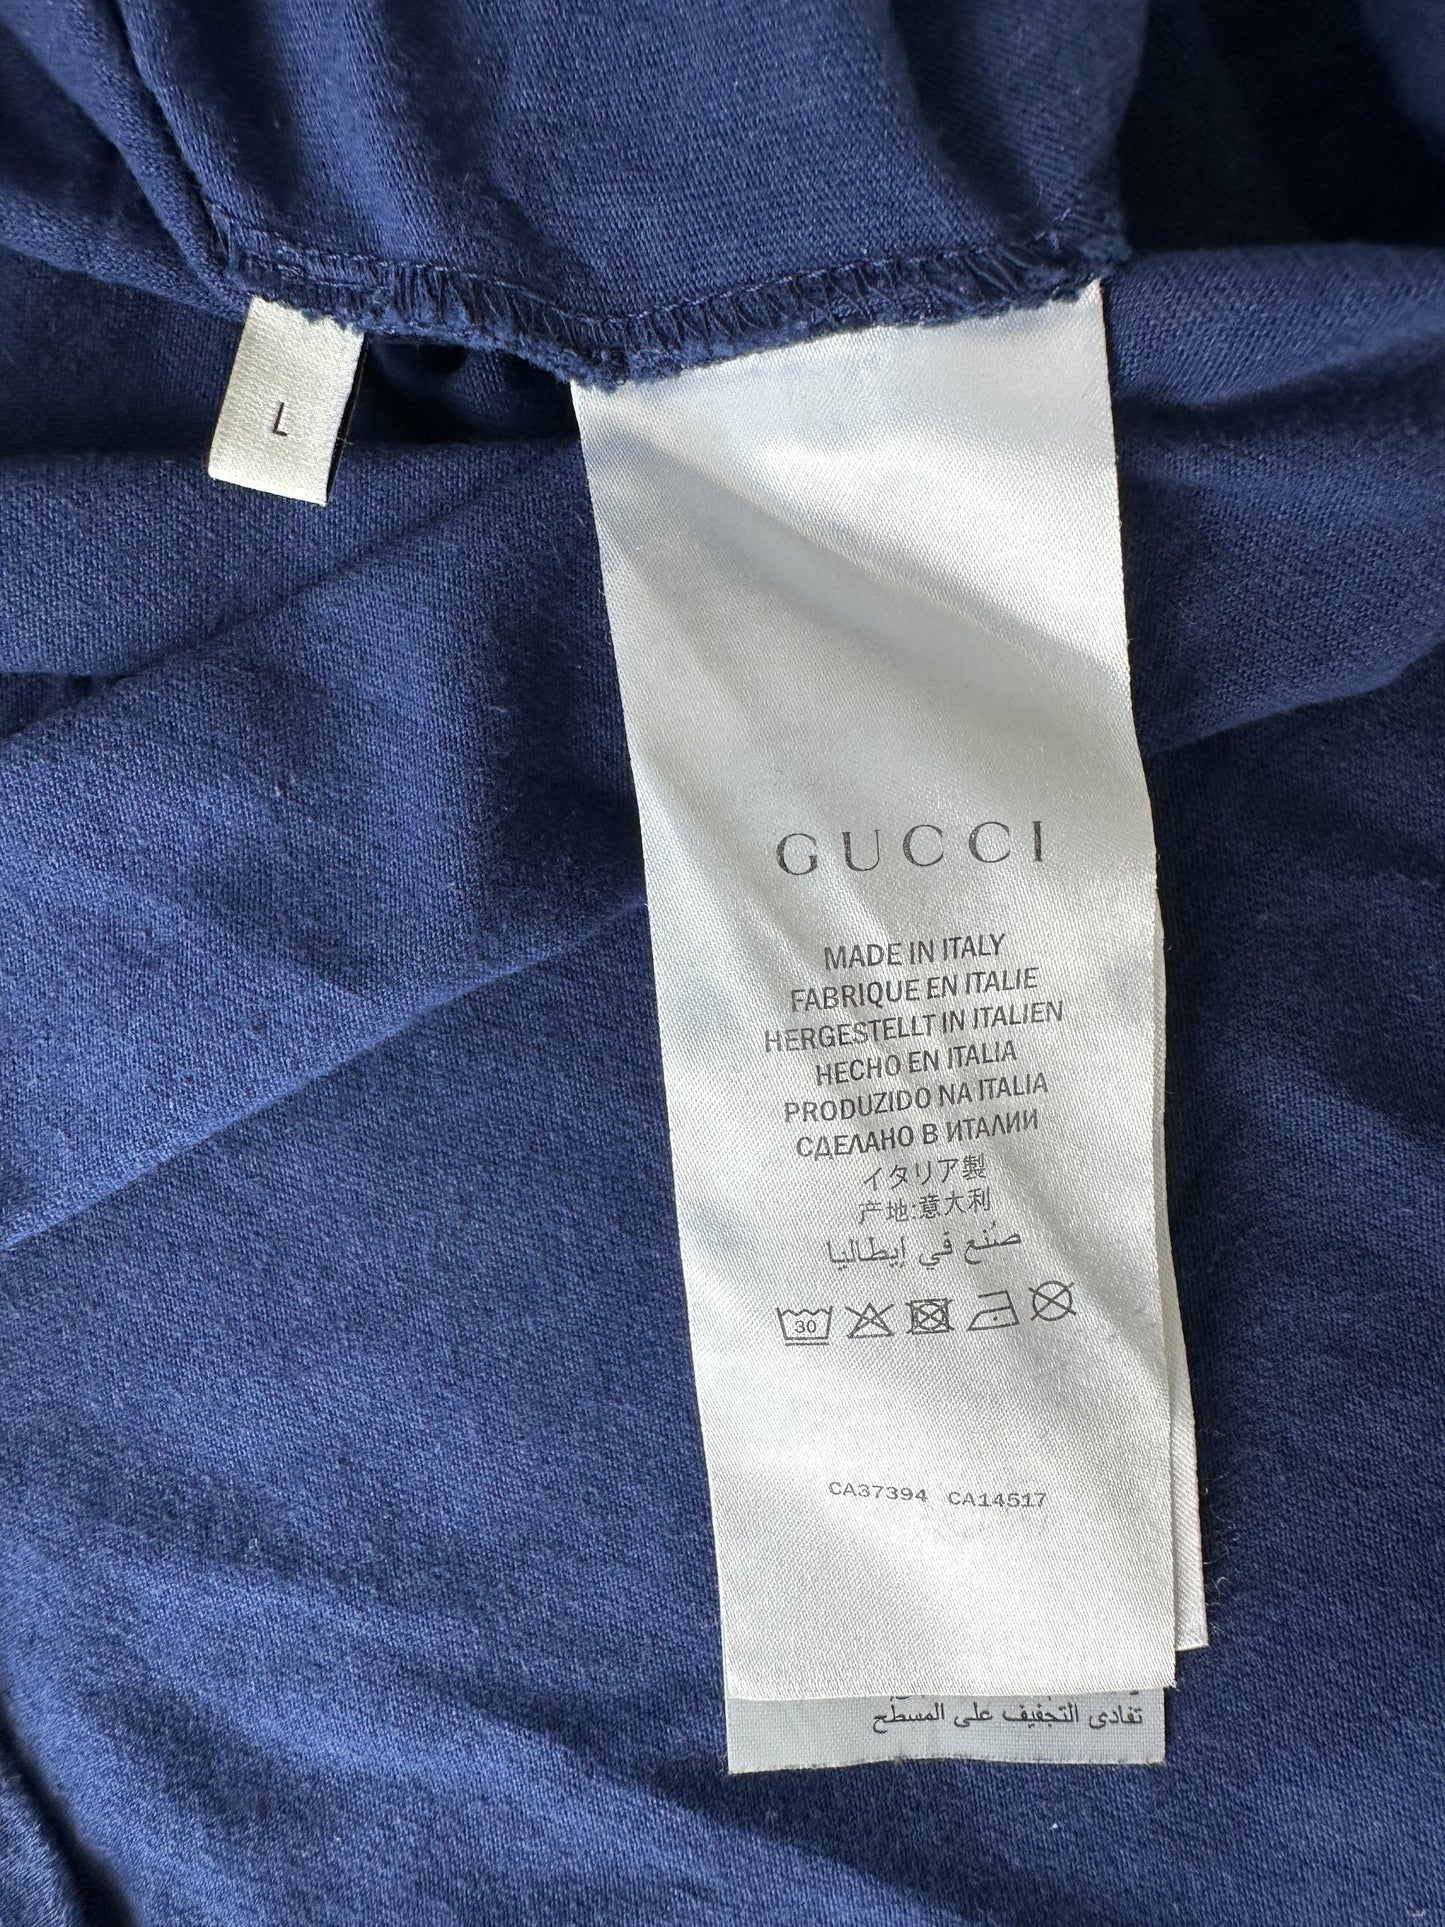 L
GUCCI
MADE IN ITALY
FABRIQUE EN ITALIE
HERGESTELLT IN ITALIEN
HECHO EN ITALIA
PRODUZIDO NA ITALIA
СДЕЛАНО В ИТАЛИИ
イタリア製
产地:意大利
صُنع في إيطاليا
30
CA37394 CA14517
تفادى التجفيف على المسطح